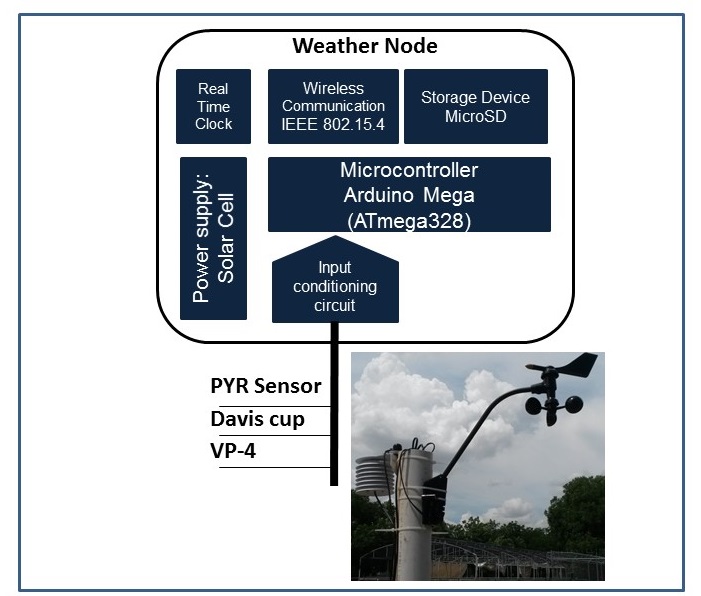 Weather Node
Real
Time
Clock
Wireless
Communication
IEEE 802.15.4
Storage Device
MicroSD
Power supply:
Solar Cell
Microcontroller
Arduino Mega
(ATmega328)
Input
conditioning
circuit
PYR Sensor
Davis cup
VP-4